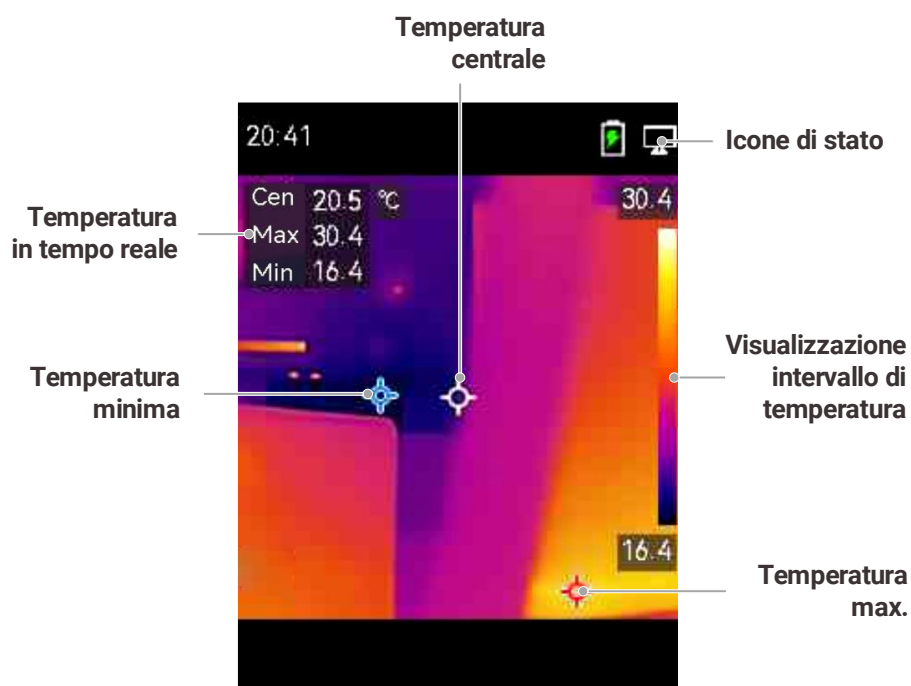 Temperatura
centrale
20:41
Icone di stato
Cen 20.5 °C
Max 30.4
Min 16.4
30.4
Temperatura
in tempo reale
Visualizzazione
intervallo di
temperatura
Temperatura
minima
16.4
Temperatura
max.